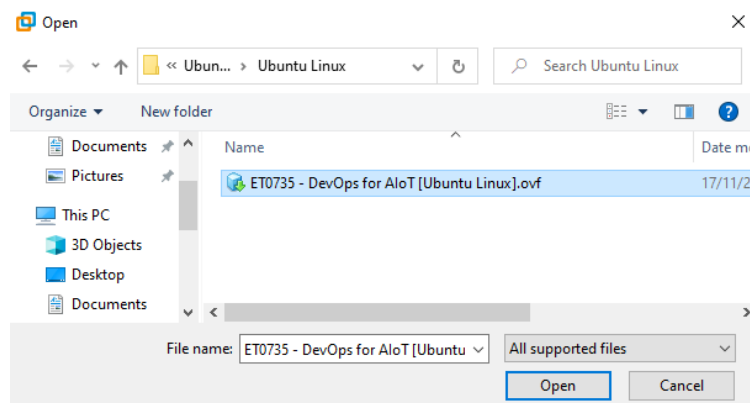 Open
« Ubun... › Ubuntu Linux
Search Ubuntu Linux
Organize
New folder
?
Documents
Pictures
This PC
3D Objects
Desktop
Documents
Name
Date m
ET0735 - DevOps for AIoT [Ubuntu Linux].ovf
17/11/2
File name:
ET0735 - DevOps for AIoT [Ubuntu
All supported files
Open
Cancel